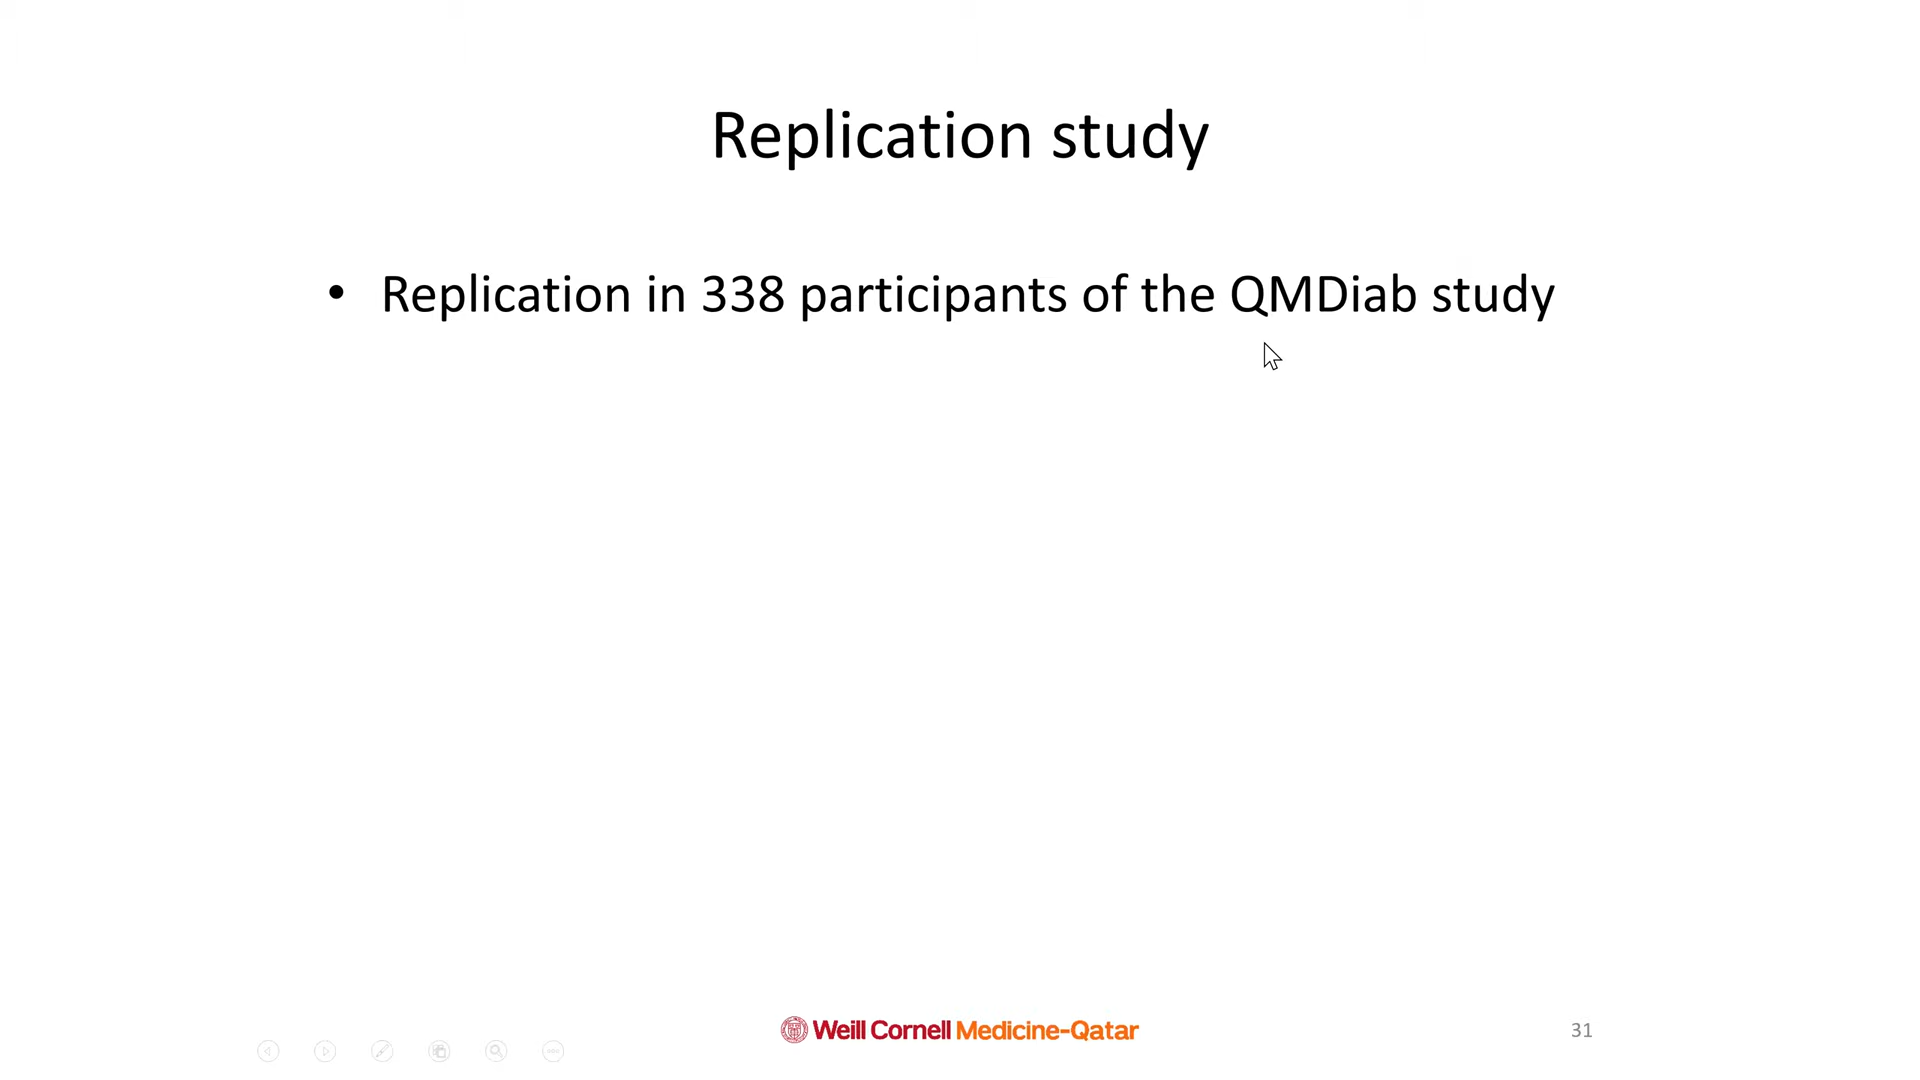 Replication study
• Replication in 338 participants of the QMDiab study
Weill Cornell Medicine-Qatar
31